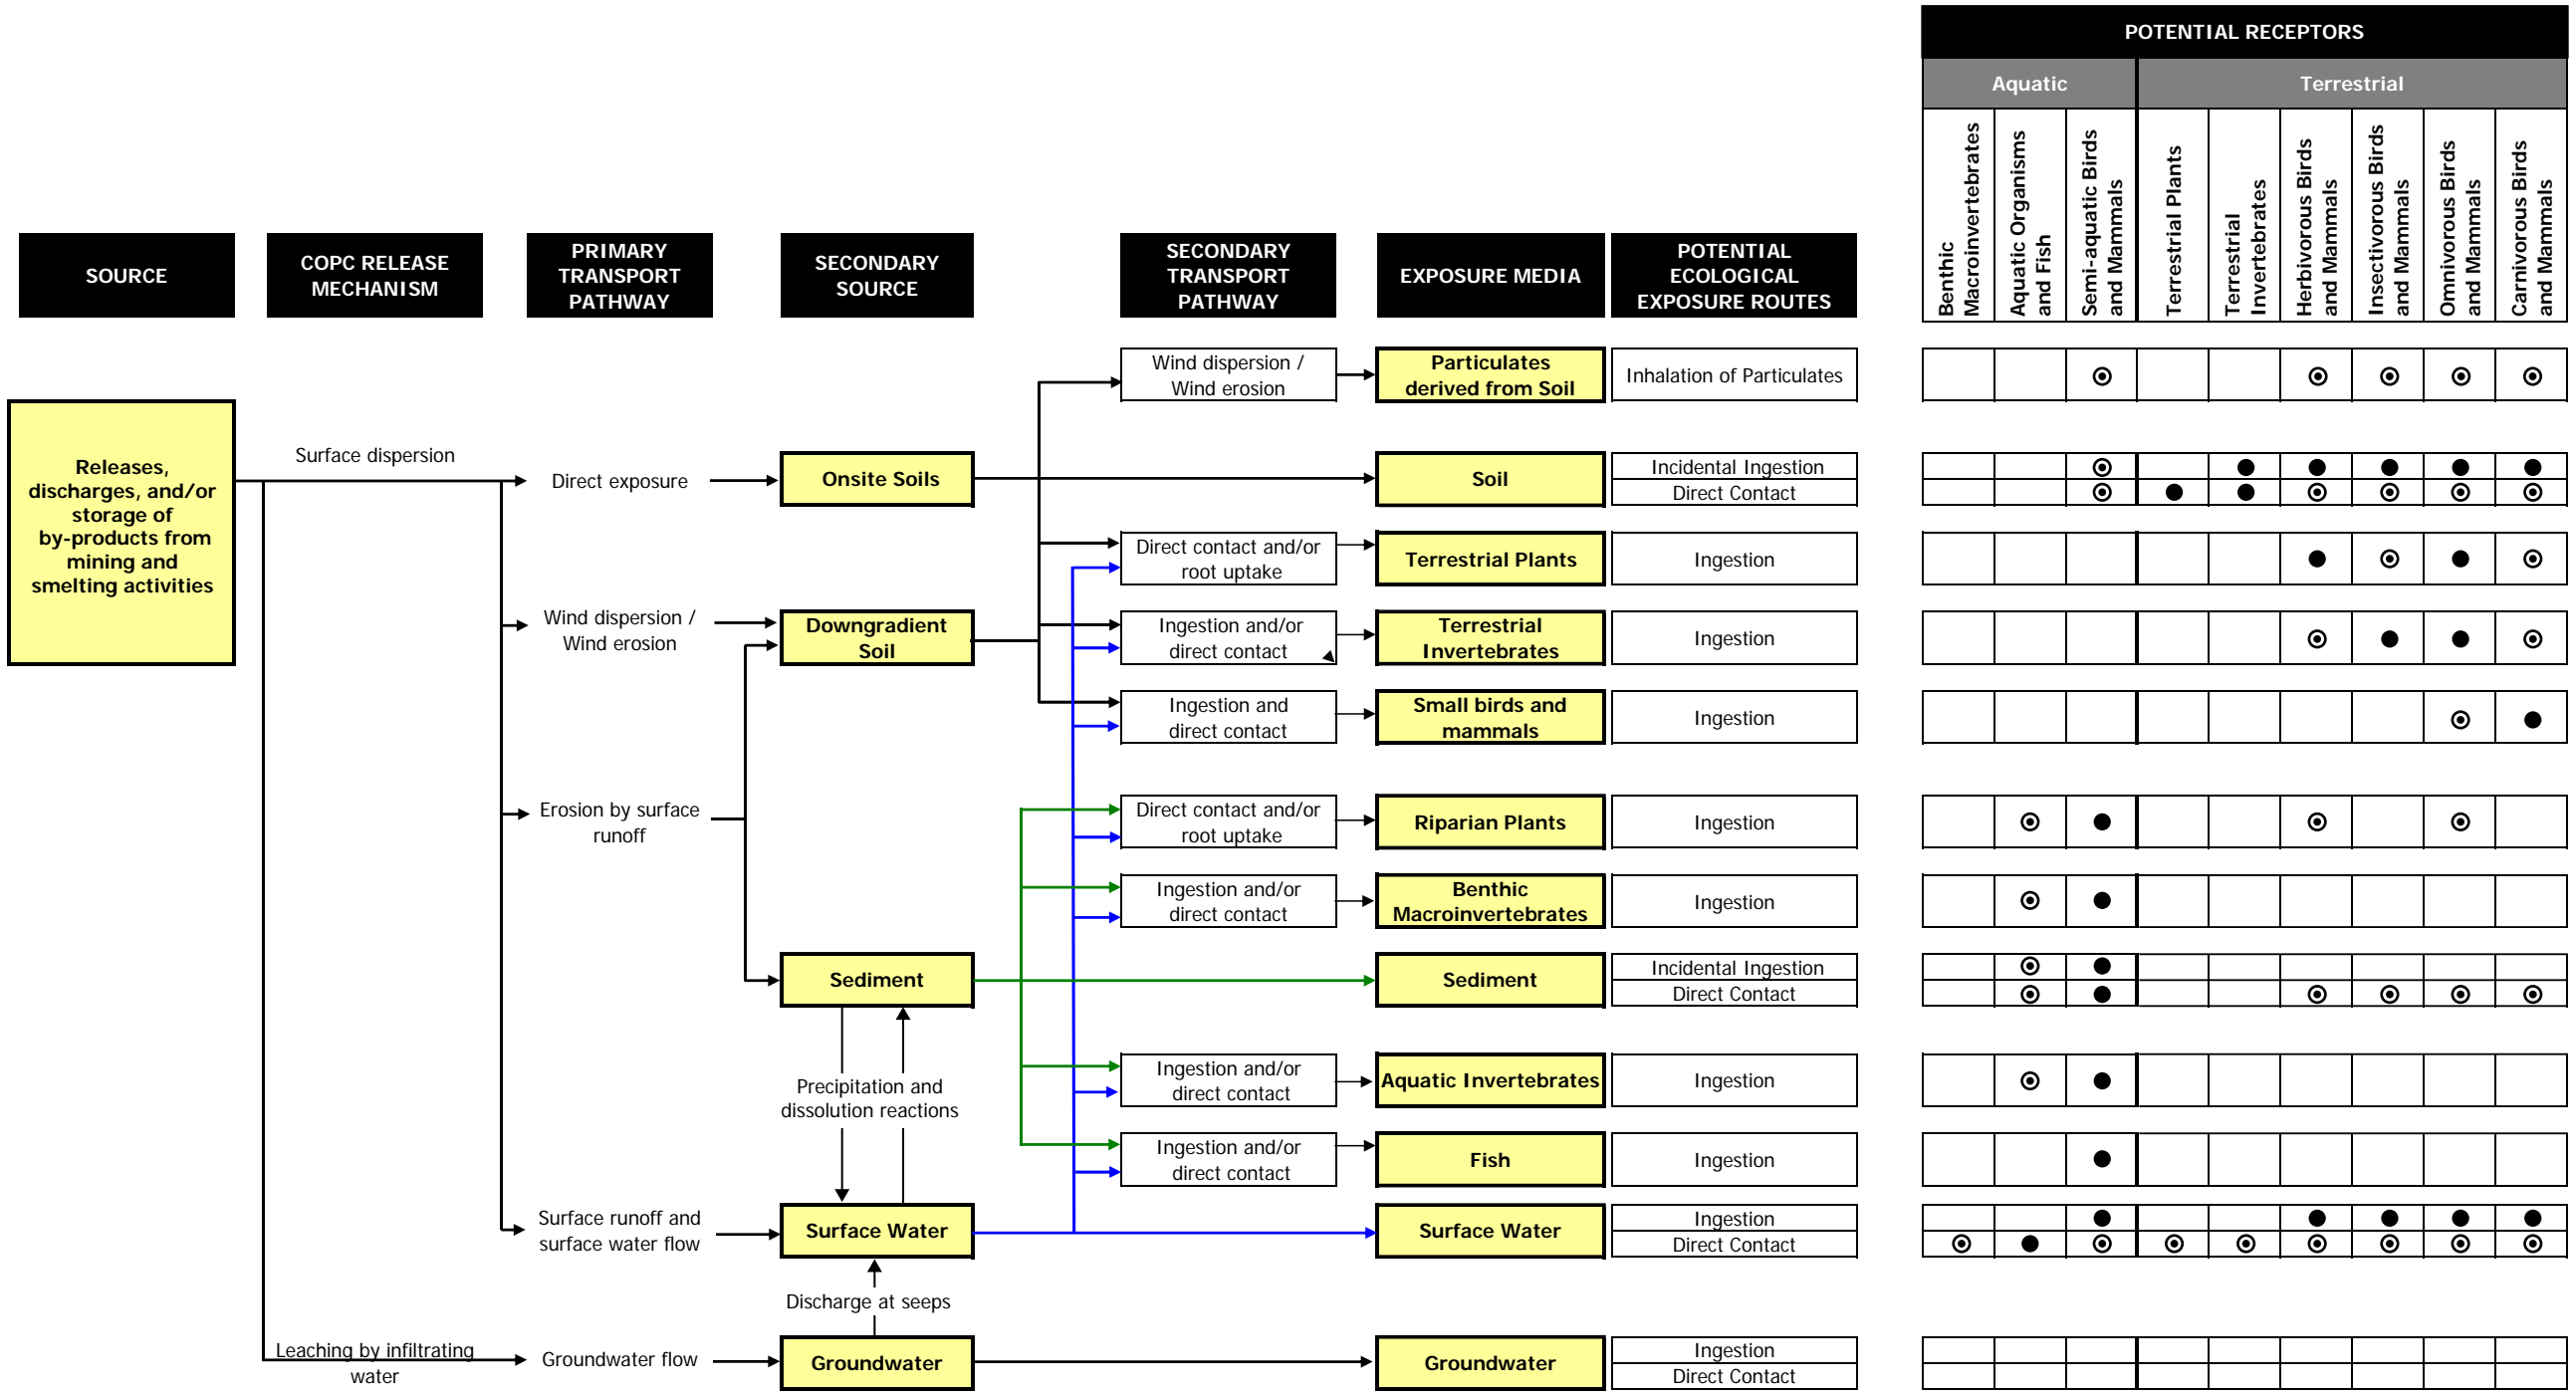 POTENTIAL RECEPTORS
Aquatic
Terrestrial
Benthic
Macroinvertebrates
Aquatic Organisms
and Fish
Semi-aquatic Birds
and Mammals
Terrestrial Plants
Terrestrial
Invertebrates
Herbivorous Birds
and Mammals
Insectivorous Birds
and Mammals
Omnivorous Birds
and Mammals
Carnivorous Birds
and Mammals
SOURCE
COPC RELEASE
MECHANISM
PRIMARY
TRANSPORT
PATHWAY
SECONDARY
SOURCE
SECONDARY
TRANSPORT
PATHWAY
EXPOSURE MEDIA
POTENTIAL
ECOLOGICAL
EXPOSURE ROUTES
Wind dispersion /
Wind erosion
Particulates
derived from Soil
Inhalation of Particulates
Releases,
discharges, and/or
storage of
by-products from
mining and
smelting activities
Surface dispersion
Direct exposure
Onsite Soils
Soil
Incidental Ingestion
Direct Contact
Direct contact and/or
root uptake
Terrestrial Plants
Ingestion
Wind dispersion /
Wind erosion
Downgradient
Soil
Ingestion and/or
direct contact
Terrestrial
Invertebrates
Ingestion
Ingestion and
direct contact
Small birds and
mammals
Ingestion
Erosion by surface
runoff
Direct contact and/or
root uptake
Riparian Plants
Ingestion
Ingestion and/or
direct contact
Benthic
Macroinvertebrates
Ingestion
Sediment
Sediment
Incidental Ingestion
Direct Contact
Precipitation and
dissolution reactions
Ingestion and/or
direct contact
Aquatic Invertebrates
Ingestion
Ingestion and/or
direct contact
Fish
Ingestion
Surface runoff and
surface water flow
Surface Water
Surface Water
Ingestion
Direct Contact
Discharge at seeps
Leaching by infiltrating
water
Groundwater flow
Groundwater
Groundwater
Ingestion
Direct Contact